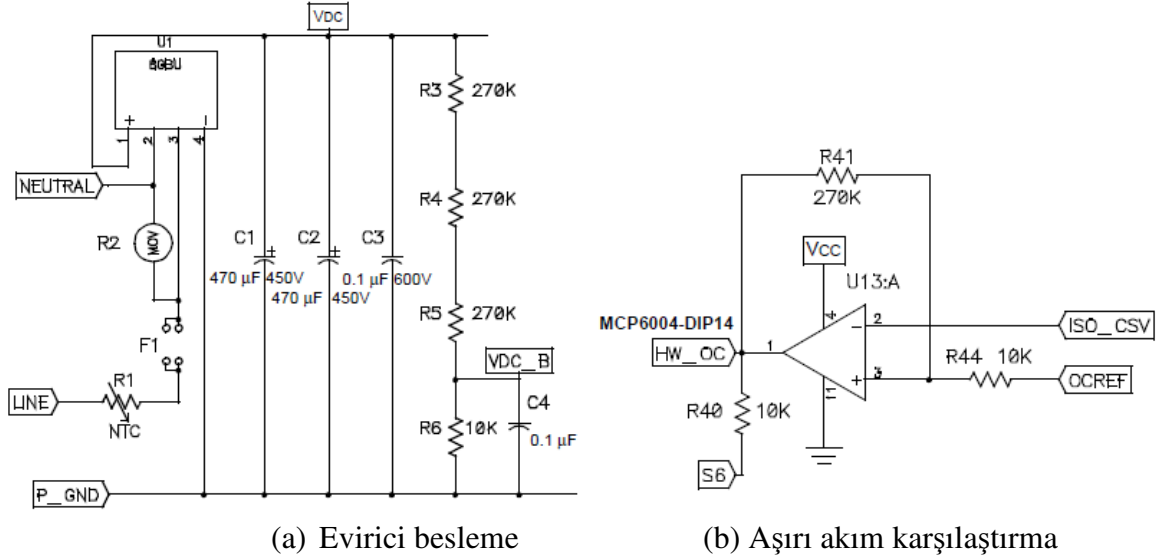 VDC
U1
8GBU
+
−
1
2
3
4
NEUTRAL
R2
MOV
F1
R1
LINE
NTC
P_GND
C1
+
470 µF 450V
C2
+
470 µF 450V
C3
0.1 µF 600V
R3 270K
R4 270K
R5 270K
VDC_B
R6 10K
C4
0.1 µF
(a) Evirici besleme
R41
270K
VCC
U13:A
MCP6004-DIP14
4
HW_OC
1
−
2
ISO_CSV
+
3
R44 10K
OCREF
11
R40 10K
S6
(b) Aşırı akım karşılaştırma